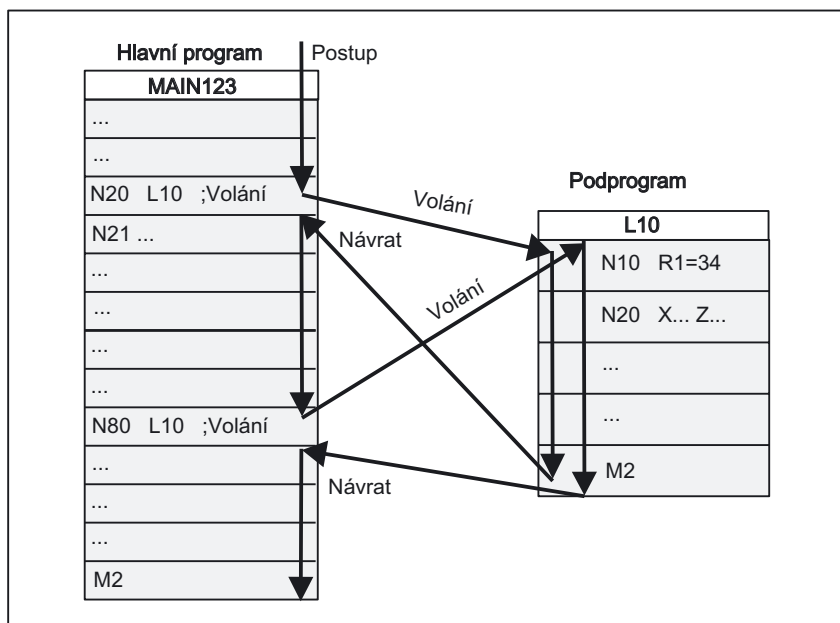 Hlavní program
Postup
MAIN123
...
...
N20 L10 ;Volání
N21 ...
...
...
...
...
N80 L10 ;Volání
...
...
...
M2
Volání
Návrat
Volání
Návrat
Podprogram
L10
N10 R1=34
N20 X... Z...
...
...
M2